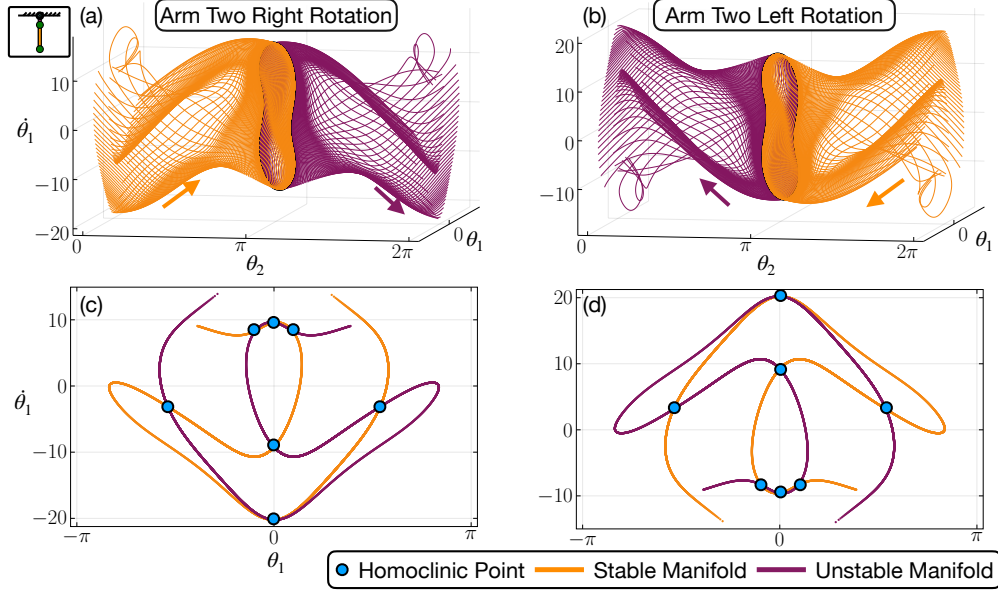 (a) Arm Two Right Rotation
10
0
−10
−20
θ̇₁
0 π 2π
θ₂
0
θ₁
(b) Arm Two Left Rotation
20
10
0
−10
0 π 2π
θ₂
0
θ₁
(c)
10
0
−10
−20
θ̇₁
−π 0 π
θ₁
(d)
20
10
0
−10
−π 0 π
θ₁
Homoclinic Point Stable Manifold Unstable Manifold